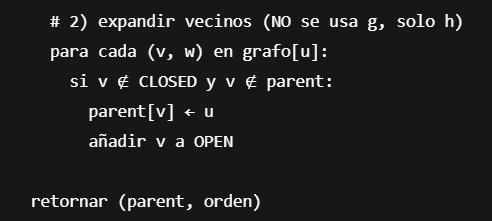 # 2) expandir vecinos (NO se usa g, solo h)
para cada (v, w) en grafo[u]:
si v ∉ CLOSED y v ∉ parent:
parent[v] ← u
añadir v a OPEN
retornar (parent, orden)